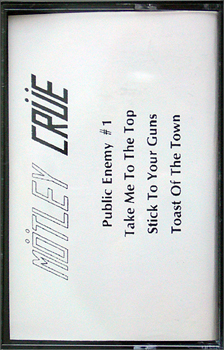 MÖTLEY CRÜE
Public Enemy # 1
Take Me To The Top
Stick To Your Guns
Toast Of The Town